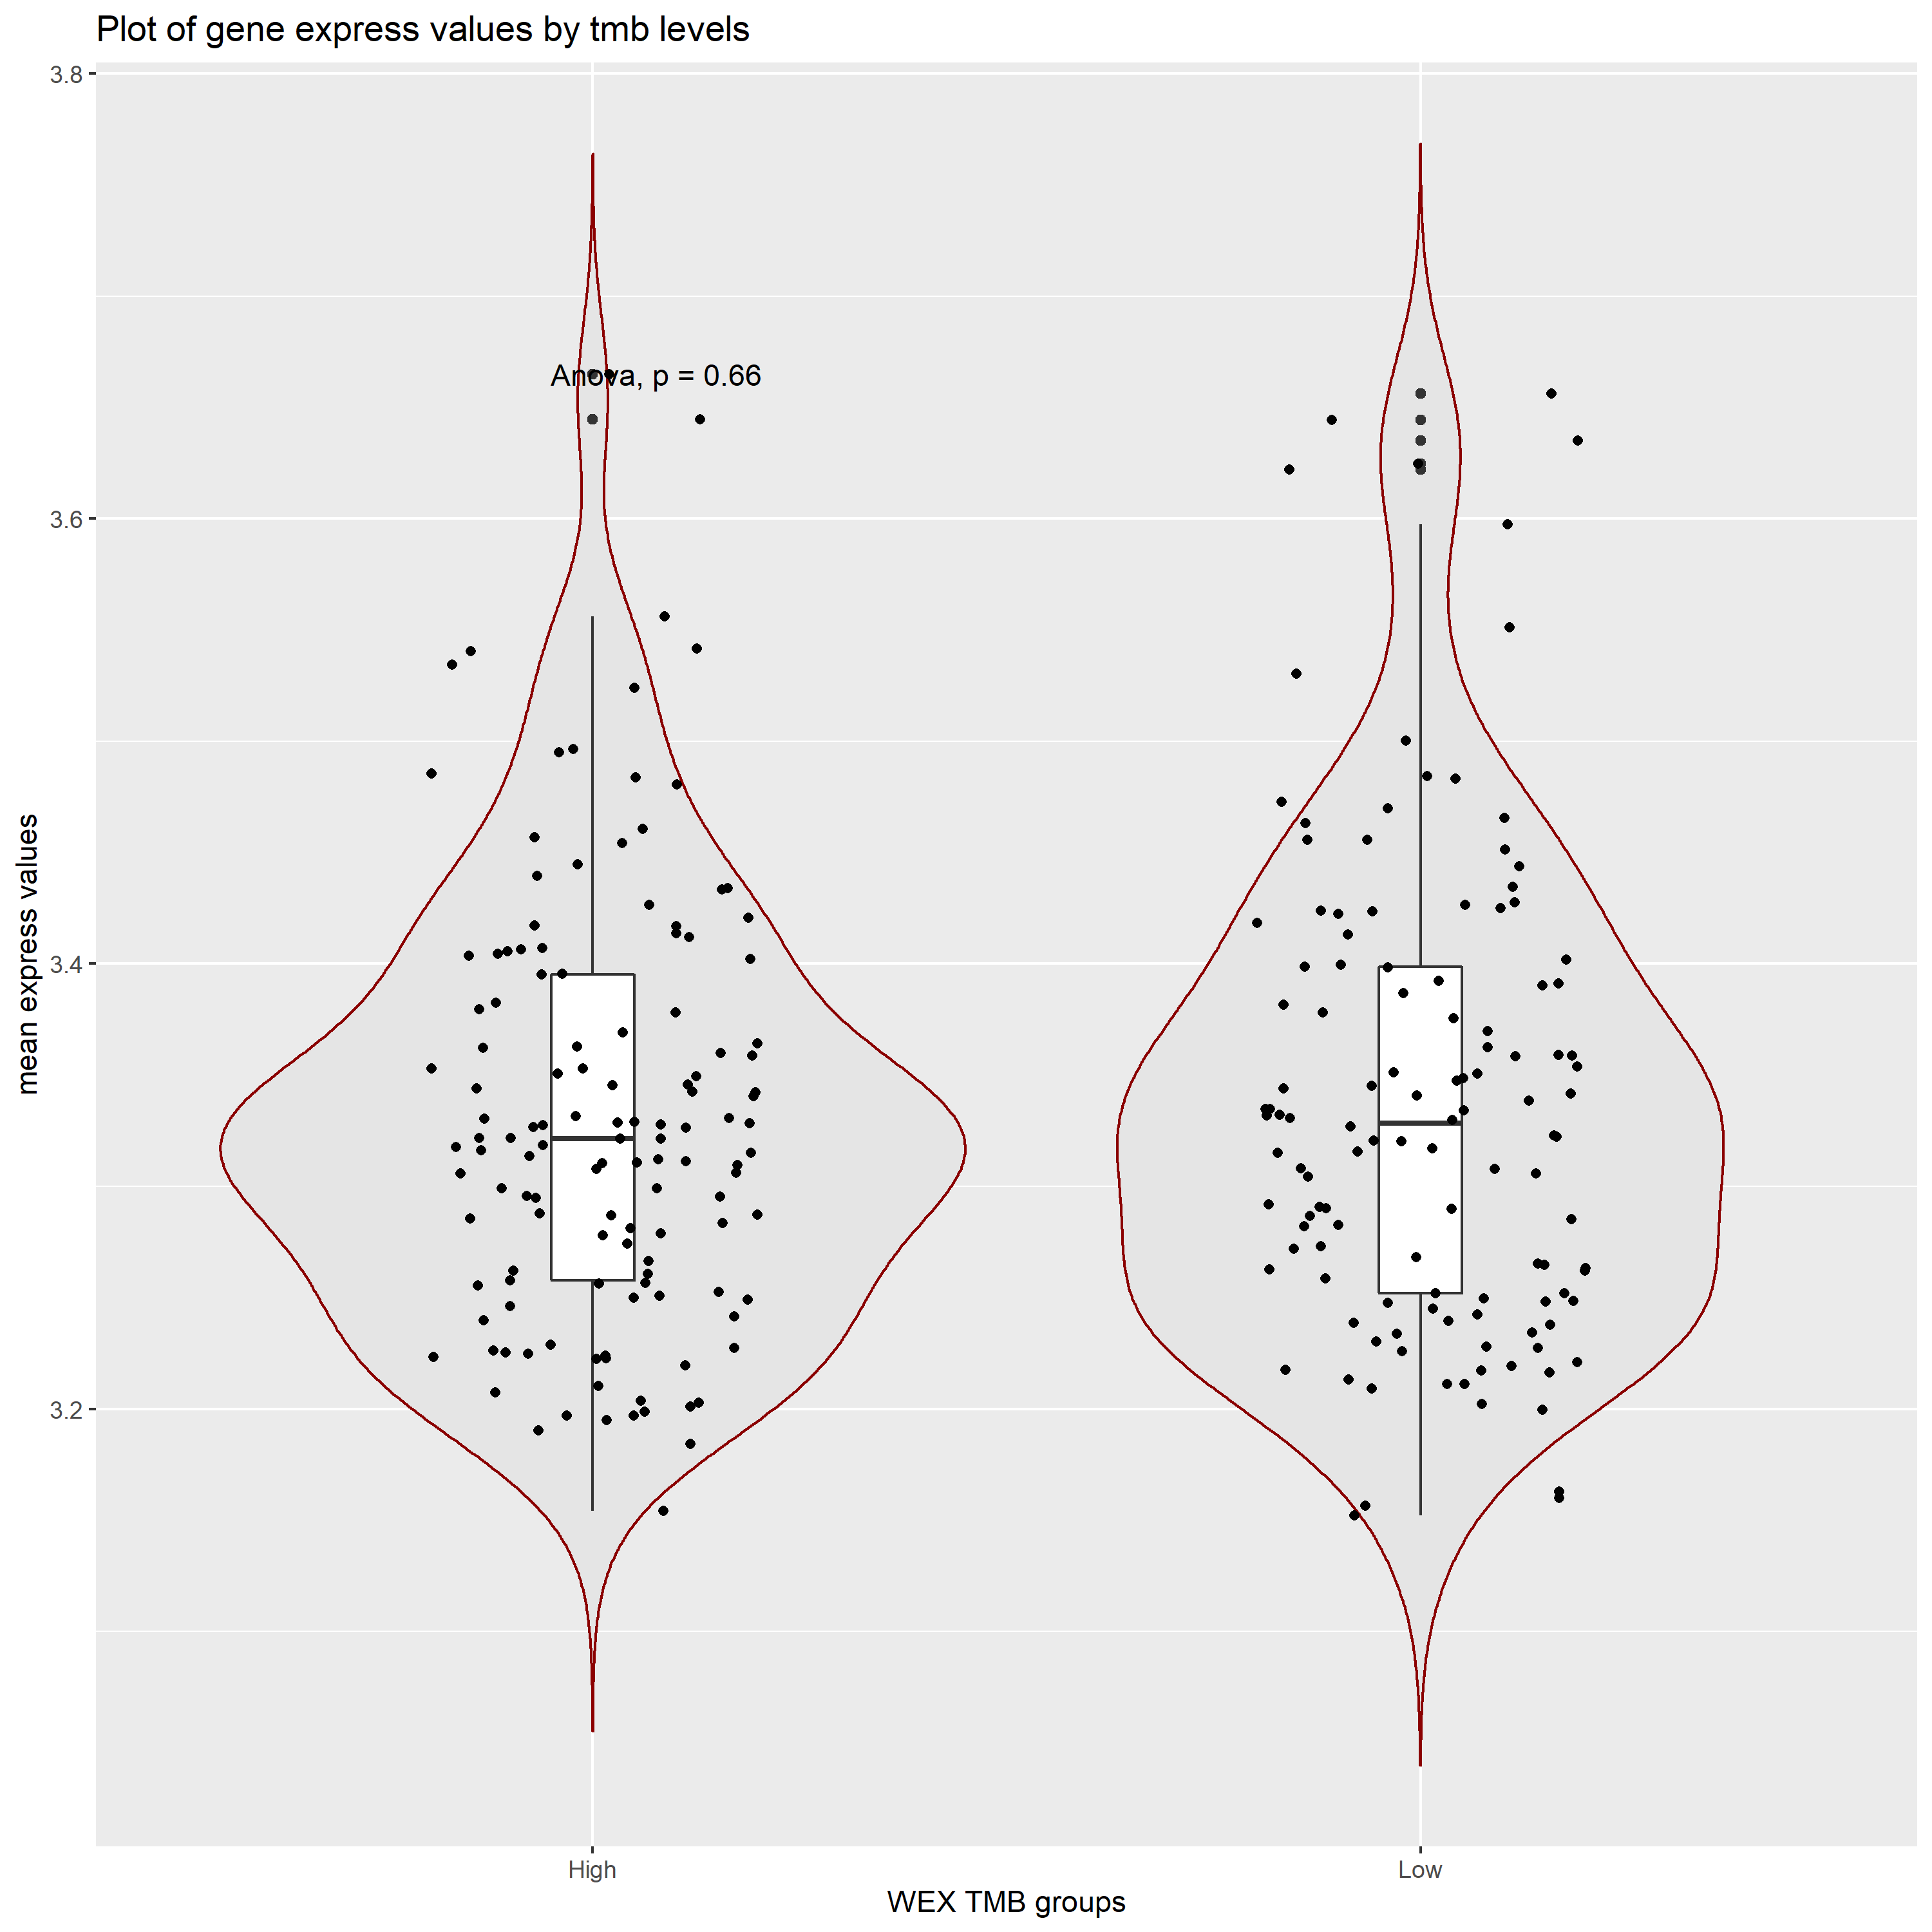 Plot of gene express values by tmb levels
3.8
Anova, p = 0.66
3.6
mean express values
3.4
3.2
High
Low
WEX TMB groups